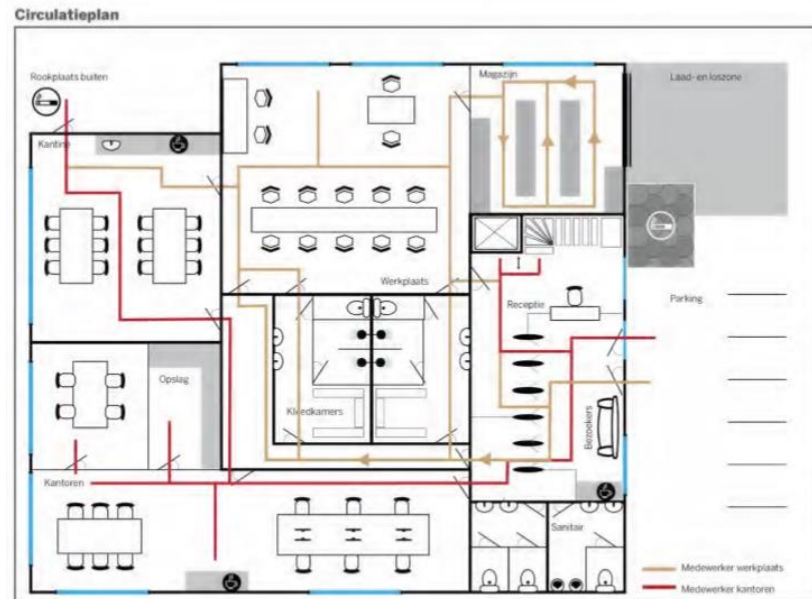 Circulatieplan
Rookplaats buiten
Magazijn
Laad- en loszone
Kantine
Werkplaats
Receptie
Parking
Opslag
Kleedkamers
Bezoekers
Kantoren
Sanitair
Medewerker werkplaats
Medewerker kantoren